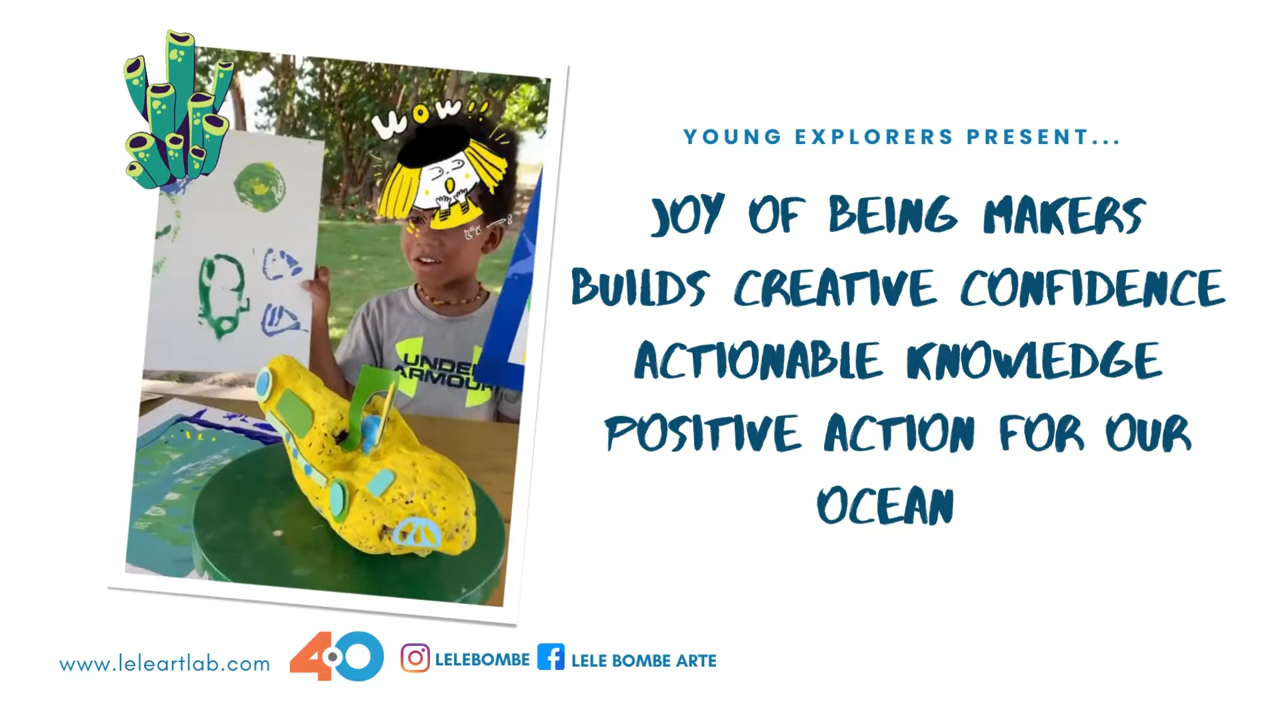 WOW!!
YOUNG EXPLORERS PRESENT...
JOY OF BEING MAKERS
BUILDS CREATIVE CONFIDENCE
ACTIONABLE KNOWLEDGE
POSITIVE ACTION FOR OUR
OCEAN
UNDER
ARMOUR
www.leleartlab.com
40
LELEBOMBE
LELE BOMBE ARTE